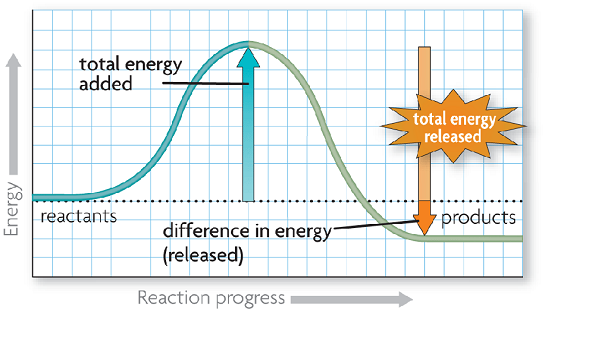 total energy
added
total energy
released
Energy
reactants
difference in energy
(released)
products
Reaction progress